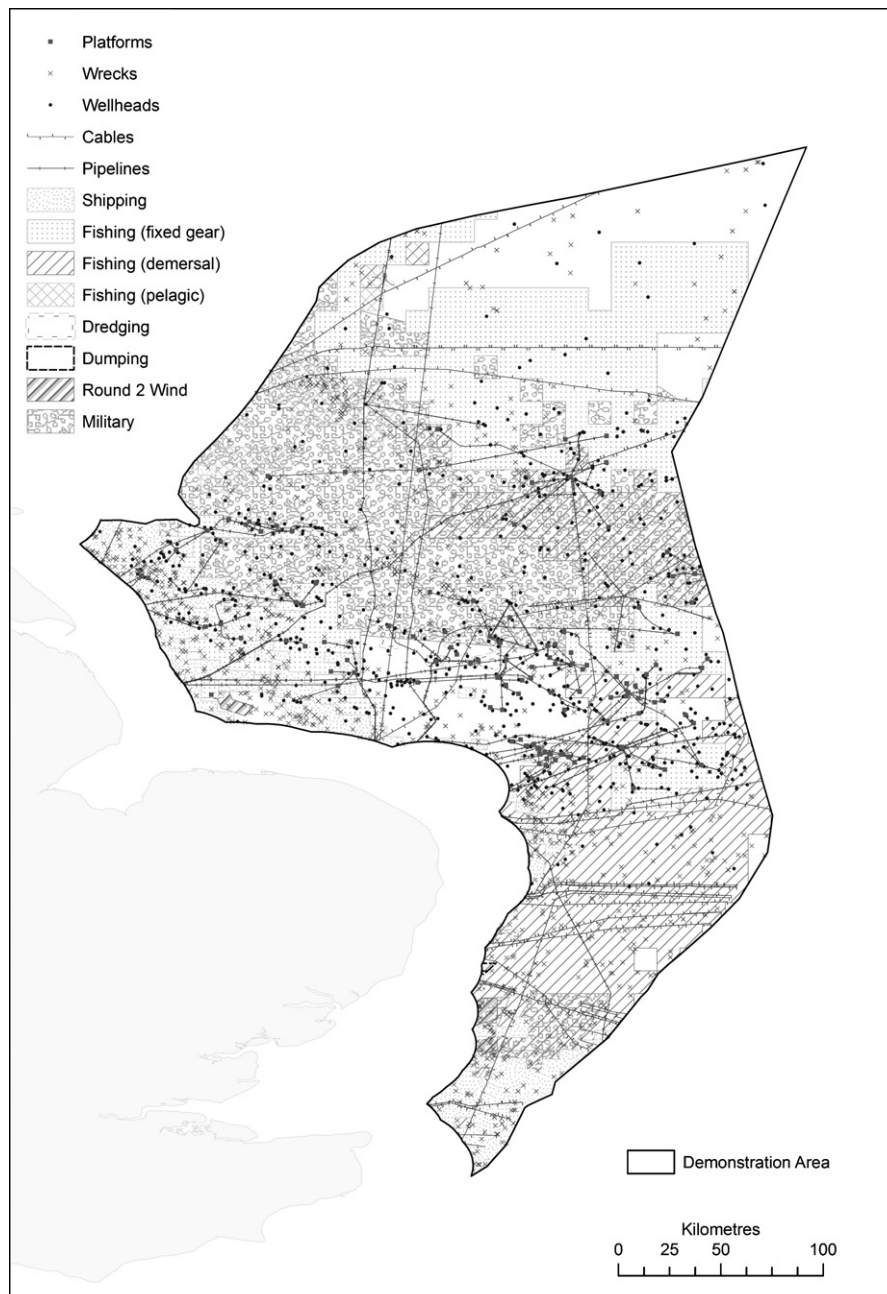 Platforms
Wrecks
Wellheads
Cables
Pipelines
Shipping
Fishing (fixed gear)
Fishing (demersal)
Fishing (pelagic)
Dredging
Dumping
Round 2 Wind
Military
Demonstration Area
Kilometres
0 25 50 100